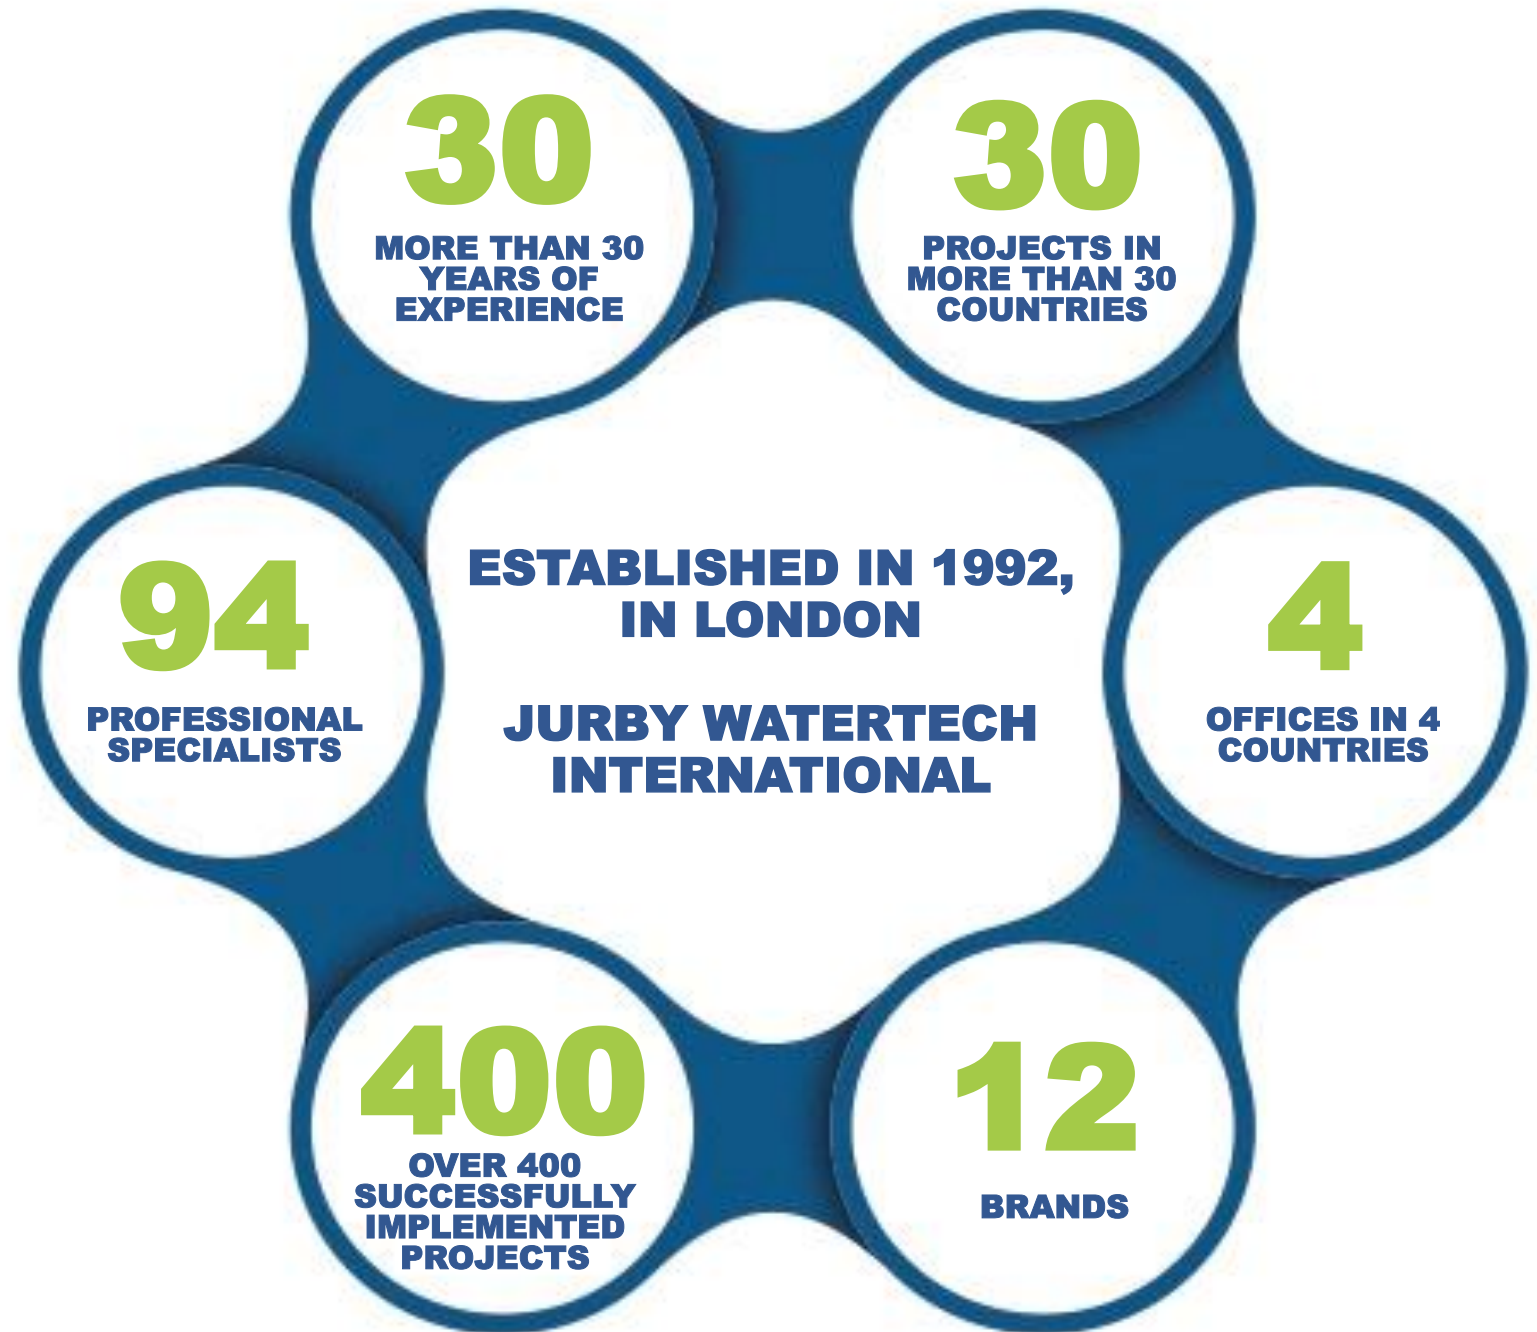 30
MORE THAN 30
YEARS OF
EXPERIENCE
30
PROJECTS IN
MORE THAN 30
COUNTRIES
94
PROFESSIONAL
SPECIALISTS
ESTABLISHED IN 1992,
IN LONDON
JURBY WATERTECH
INTERNATIONAL
4
OFFICES IN 4
COUNTRIES
400
OVER 400
SUCCESSFULLY
IMPLEMENTED
PROJECTS
12
BRANDS